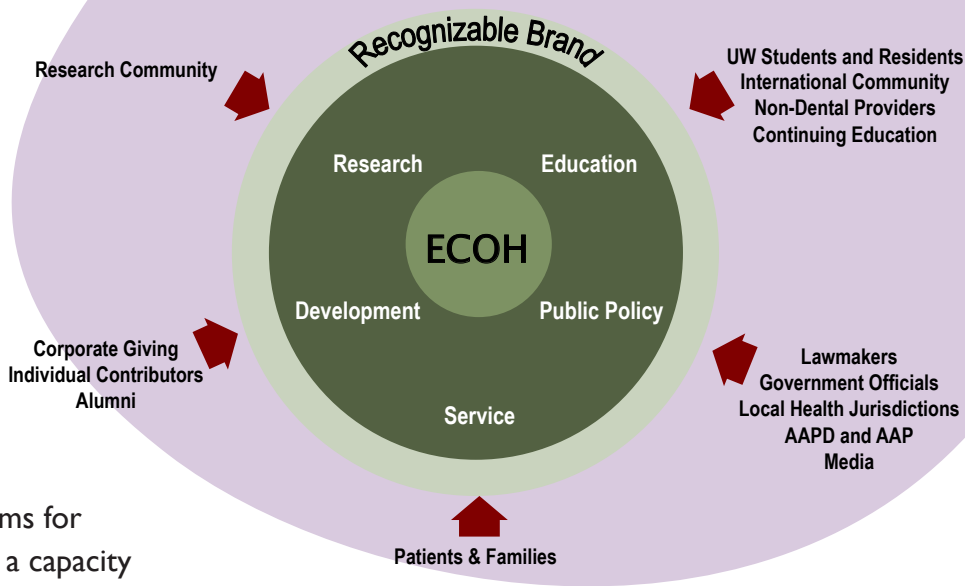 Recognizable Brand
Research Community
UW Students and Residents
International Community
Non-Dental Providers
Continuing Education
Research
Education
ECOH
Development
Public Policy
Service
Corporate Giving
Individual Contributors
Alumni
Lawmakers
Government Officials
Local Health Jurisdictions
AAPD and AAP
Media
Patients & Families
ms for
a capacity